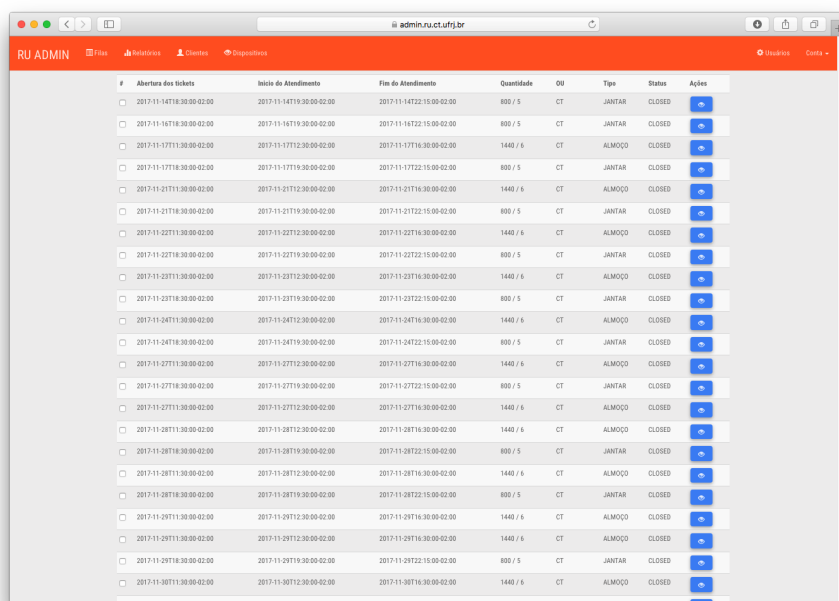 admin.ru.ct.ufrj.br
RU ADMIN Filas Relatórios Clientes Dispositivos Usuários Conta
# Abertura dos tickets Inicio do Atendimento Fim do Atendimento Quantidade OU Tipo Status Ações
2017-11-14T18:30:00-02:00 2017-11-14T19:30:00-02:00 2017-11-14T22:15:00-02:00 800 / 5 CT JANTAR CLOSED
2017-11-16T18:30:00-02:00 2017-11-16T19:30:00-02:00 2017-11-16T22:15:00-02:00 800 / 5 CT JANTAR CLOSED
2017-11-17T11:30:00-02:00 2017-11-17T12:30:00-02:00 2017-11-17T16:30:00-02:00 1440 / 6 CT ALMOÇO CLOSED
2017-11-17T18:30:00-02:00 2017-11-17T19:30:00-02:00 2017-11-17T22:15:00-02:00 800 / 5 CT JANTAR CLOSED
2017-11-21T11:30:00-02:00 2017-11-21T12:30:00-02:00 2017-11-21T16:30:00-02:00 1440 / 6 CT ALMOÇO CLOSED
2017-11-21T18:30:00-02:00 2017-11-21T19:30:00-02:00 2017-11-21T22:15:00-02:00 800 / 5 CT JANTAR CLOSED
2017-11-22T11:30:00-02:00 2017-11-22T12:30:00-02:00 2017-11-22T16:30:00-02:00 1440 / 6 CT ALMOÇO CLOSED
2017-11-22T18:30:00-02:00 2017-11-22T19:30:00-02:00 2017-11-22T22:15:00-02:00 800 / 5 CT JANTAR CLOSED
2017-11-23T11:30:00-02:00 2017-11-23T12:30:00-02:00 2017-11-23T16:30:00-02:00 1440 / 6 CT ALMOÇO CLOSED
2017-11-23T18:30:00-02:00 2017-11-23T19:30:00-02:00 2017-11-23T22:15:00-02:00 800 / 5 CT JANTAR CLOSED
2017-11-24T11:30:00-02:00 2017-11-24T12:30:00-02:00 2017-11-24T16:30:00-02:00 1440 / 6 CT ALMOÇO CLOSED
2017-11-24T18:30:00-02:00 2017-11-24T19:30:00-02:00 2017-11-24T22:15:00-02:00 800 / 5 CT JANTAR CLOSED
2017-11-27T11:30:00-02:00 2017-11-27T12:30:00-02:00 2017-11-27T16:30:00-02:00 1440 / 6 CT ALMOÇO CLOSED
2017-11-27T18:30:00-02:00 2017-11-27T19:30:00-02:00 2017-11-27T22:15:00-02:00 800 / 5 CT JANTAR CLOSED
2017-11-27T11:30:00-02:00 2017-11-27T12:30:00-02:00 2017-11-27T16:30:00-02:00 1440 / 6 CT ALMOÇO CLOSED
2017-11-28T11:30:00-02:00 2017-11-28T12:30:00-02:00 2017-11-28T16:30:00-02:00 1440 / 6 CT ALMOÇO CLOSED
2017-11-28T18:30:00-02:00 2017-11-28T19:30:00-02:00 2017-11-28T22:15:00-02:00 800 / 5 CT JANTAR CLOSED
2017-11-28T11:30:00-02:00 2017-11-28T12:30:00-02:00 2017-11-28T16:30:00-02:00 1440 / 6 CT ALMOÇO CLOSED
2017-11-28T18:30:00-02:00 2017-11-28T19:30:00-02:00 2017-11-28T22:15:00-02:00 800 / 5 CT JANTAR CLOSED
2017-11-29T11:30:00-02:00 2017-11-29T12:30:00-02:00 2017-11-29T16:30:00-02:00 1440 / 6 CT ALMOÇO CLOSED
2017-11-29T11:30:00-02:00 2017-11-29T12:30:00-02:00 2017-11-29T16:30:00-02:00 1440 / 6 CT ALMOÇO CLOSED
2017-11-29T18:30:00-02:00 2017-11-29T19:30:00-02:00 2017-11-29T22:15:00-02:00 800 / 5 CT JANTAR CLOSED
2017-11-30T11:30:00-02:00 2017-11-30T12:30:00-02:00 2017-11-30T16:30:00-02:00 1440 / 6 CT ALMOÇO CLOSED